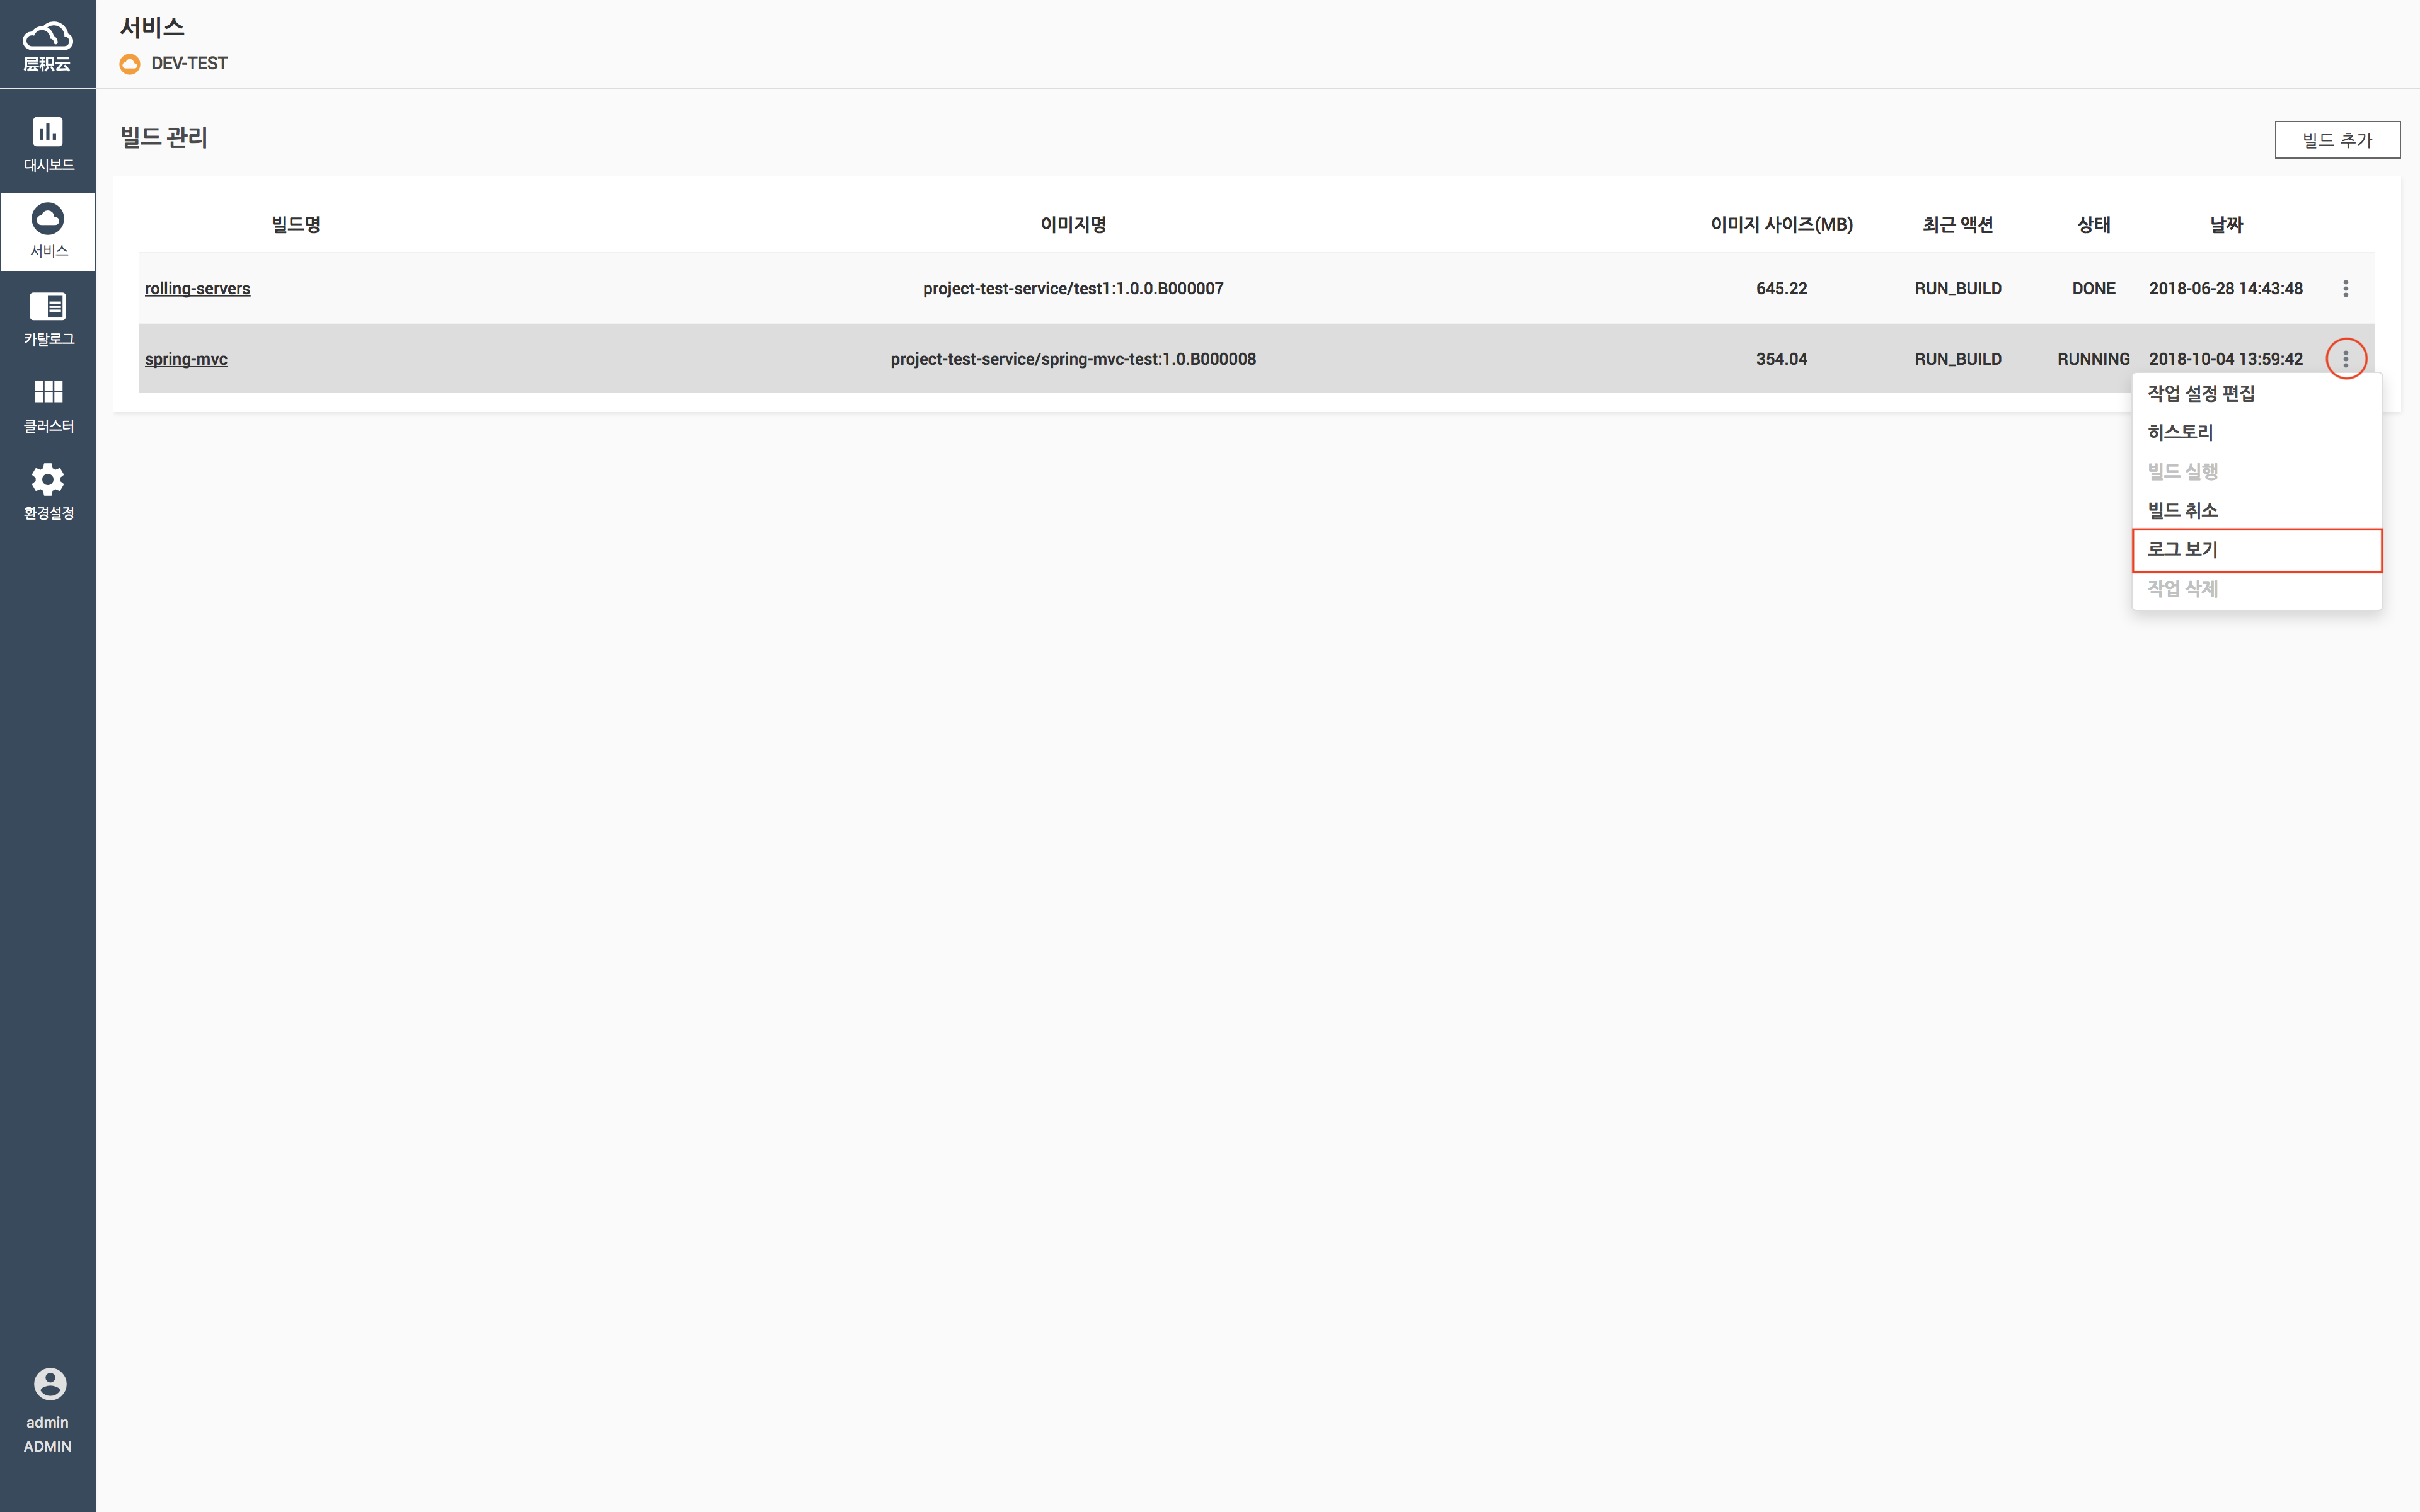 层积云
서비스
DEV-TEST
대시보드
서비스
카탈로그
클러스터
환경설정
admin
ADMIN
빌드 관리
빌드 추가
빌드명 이미지명 이미지 사이즈(MB) 최근 액션 상태 날짜
rolling-servers project-test-service/test1:1.0.0.B000007 645.22 RUN_BUILD DONE 2018-06-28 14:43:48
spring-mvc project-test-service/spring-mvc-test:1.0.B000008 354.04 RUN_BUILD RUNNING 2018-10-04 13:59:42
작업 설정 편집
히스토리
빌드 실행
빌드 취소
로그 보기
작업 삭제